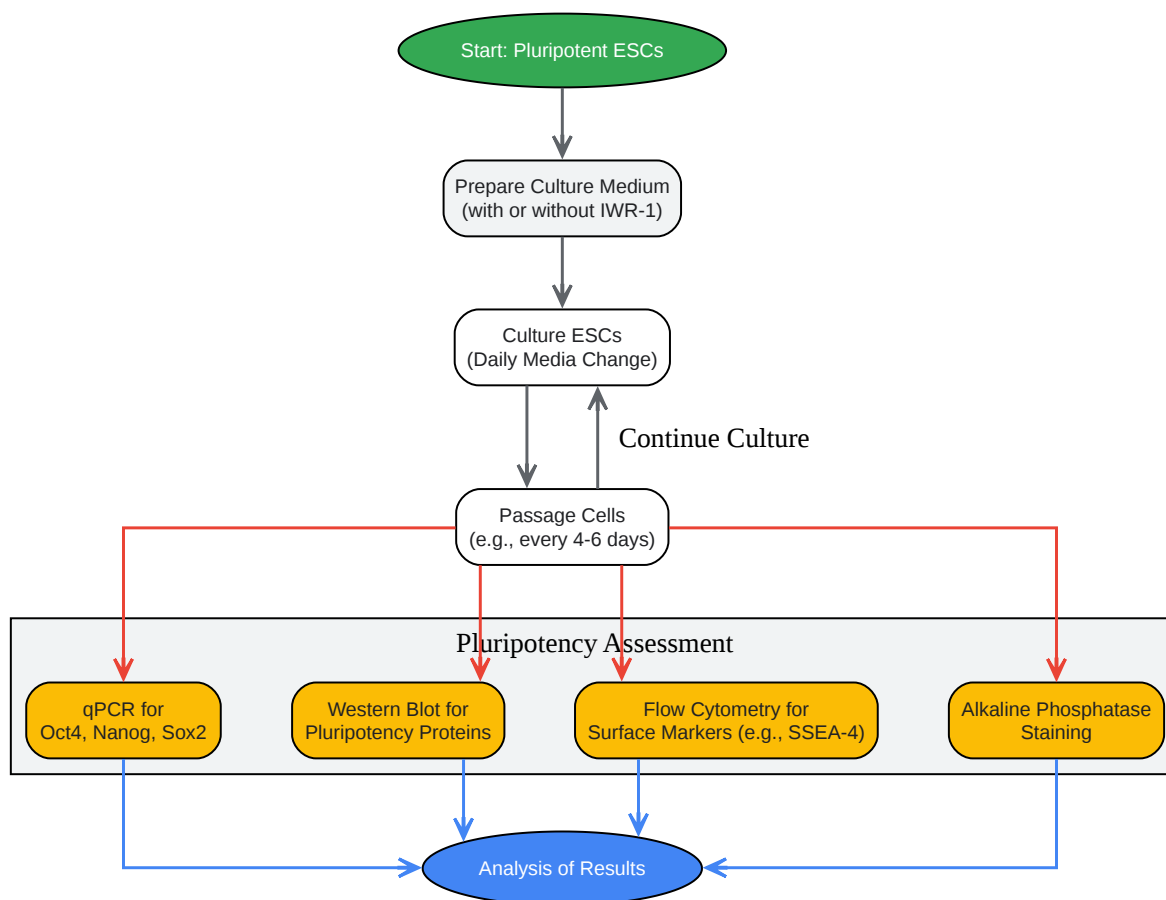 Start: Pluripotent ESCs
Prepare Culture Medium
(with or without IWR-1)
Culture ESCs
(Daily Media Change)
Continue Culture
Passage Cells
(e.g., every 4-6 days)
Pluripotency Assessment
qPCR for
Oct4, Nanog, Sox2
Western Blot for
Pluripotency Proteins
Flow Cytometry for
Surface Markers (e.g., SSEA-4)
Alkaline Phosphatase
Staining
Analysis of Results